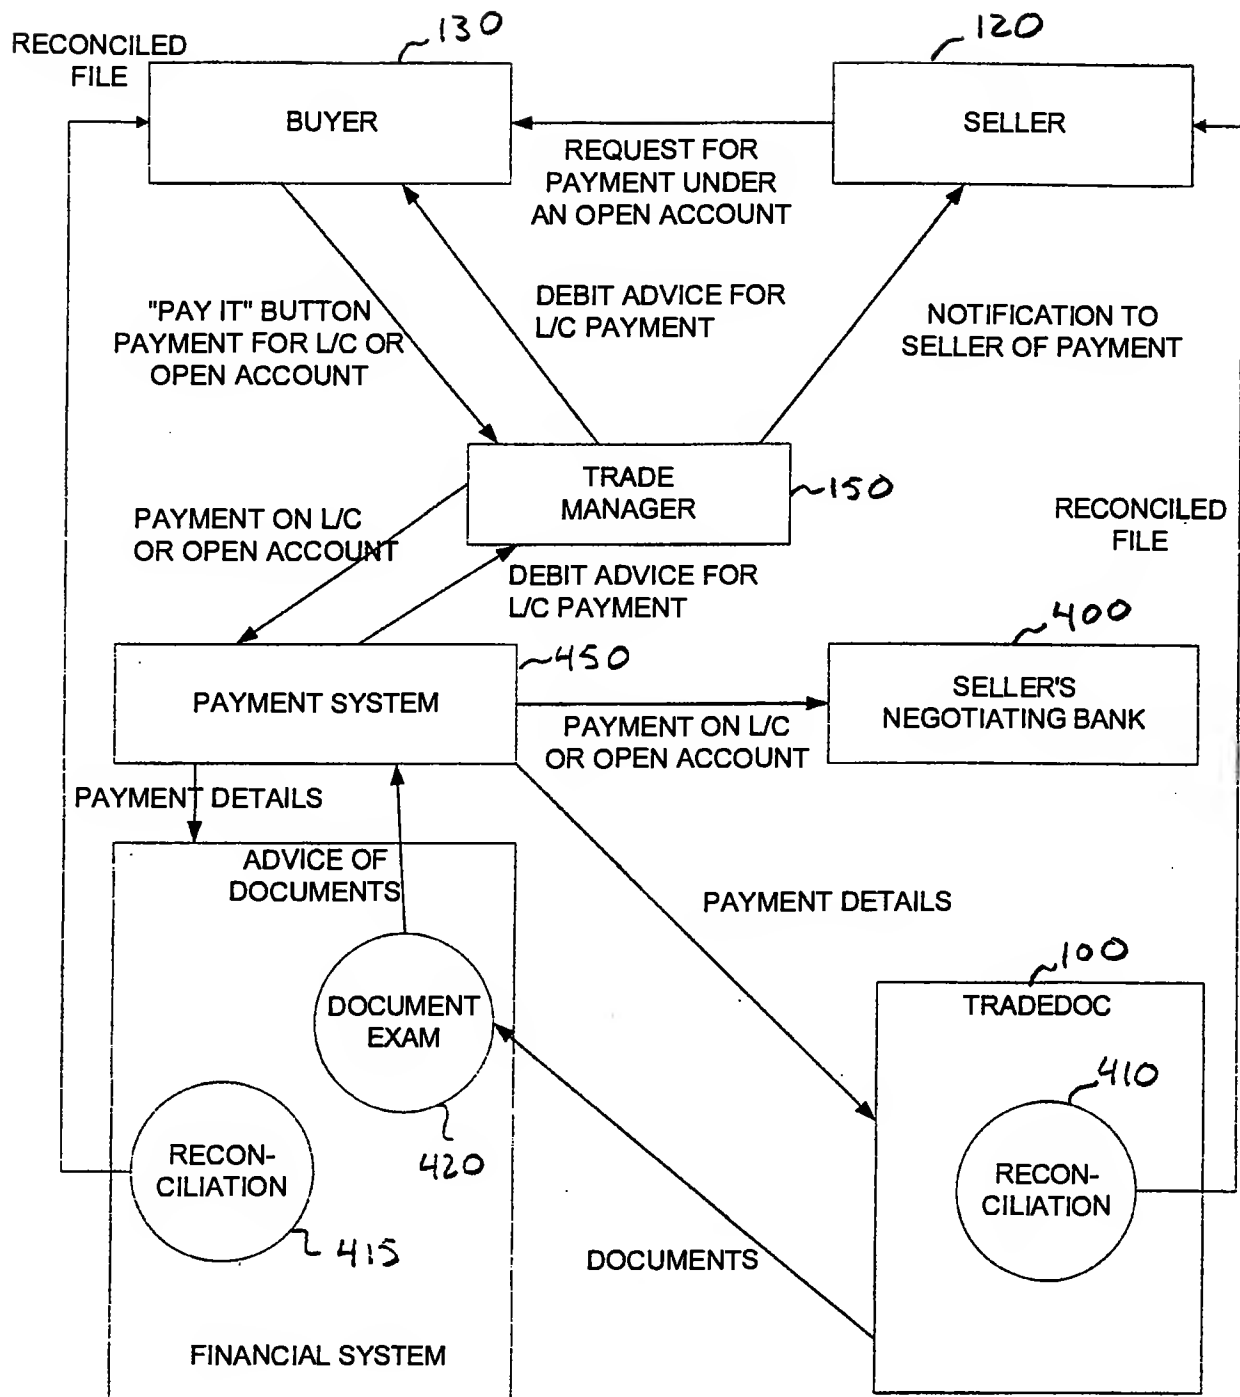 130
120
RECONCILED
FILE
BUYER
SELLER
REQUEST FOR
PAYMENT UNDER
AN OPEN ACCOUNT
"PAY IT" BUTTON
PAYMENT FOR L/C OR
OPEN ACCOUNT
DEBIT ADVICE FOR
L/C PAYMENT
NOTIFICATION TO
SELLER OF PAYMENT
TRADE
MANAGER
150
PAYMENT ON L/C
OR OPEN ACCOUNT
RECONCILED
FILE
DEBIT ADVICE FOR
L/C PAYMENT
400
450
PAYMENT SYSTEM
SELLER'S
NEGOTIATING BANK
PAYMENT ON L/C
OR OPEN ACCOUNT
PAYMENT DETAILS
ADVICE OF
DOCUMENTS
PAYMENT DETAILS
100
TRADEDOC
DOCUMENT
EXAM
410
420
RECON-
CILIATION
RECON-
CILIATION
415
DOCUMENTS
FINANCIAL SYSTEM